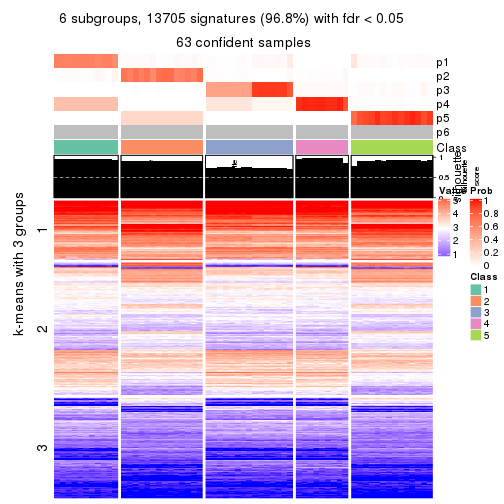 6 subgroups, 13705 signatures (96.8%) with fdr < 0.05
63 confident samples
p1
p2
p3
p4
p5
p6
Class
1
0.5
0
silhouette
score
Value
5
4
3
2
1
Prob
1
0.8
0.6
0.4
0.2
0
Class
1
2
3
4
5
k-means with 3 groups
1
2
3